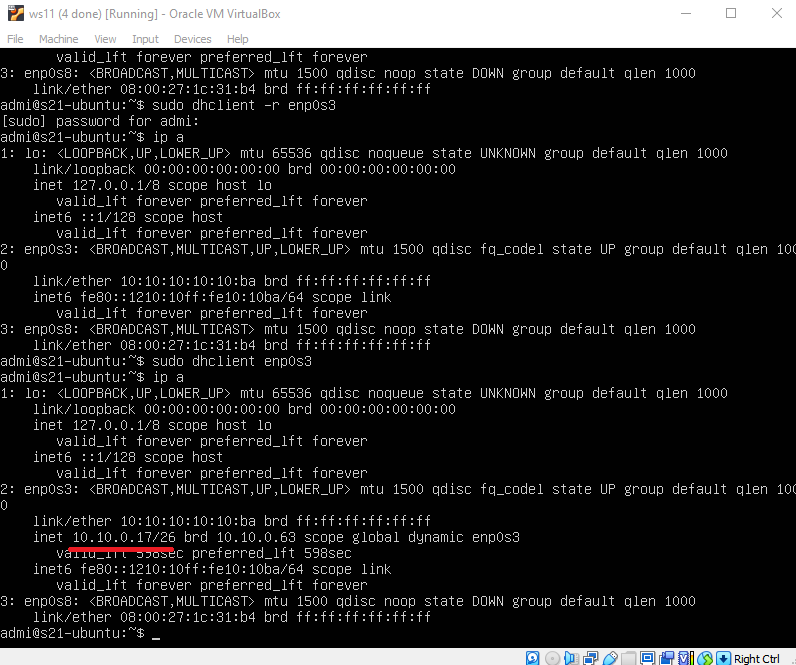 ws11 (4 done) [Running] - Oracle VM VirtualBox
File Machine View Input Devices Help
valid_lft forever preferred_lft forever
3: enp0s8: <BROADCAST,MULTICAST> mtu 1500 qdisc noop state DOWN group default qlen 1000
link/ether 08:00:27:1c:31:b4 brd ff:ff:ff:ff:ff:ff
admi@s21-ubuntu:~$ sudo dhclient -r enp0s3
[sudo] password for admi:
admi@s21-ubuntu:~$ ip a
1: lo: <LOOPBACK,UP,LOWER_UP> mtu 65536 qdisc noqueue state UNKNOWN group default qlen 1000
link/loopback 00:00:00:00:00:00 brd 00:00:00:00:00:00
inet 127.0.0.1/8 scope host lo
valid_lft forever preferred_lft forever
inet6 ::1/128 scope host
valid_lft forever preferred_lft forever
2: enp0s3: <BROADCAST,MULTICAST,UP,LOWER_UP> mtu 1500 qdisc fq_codel state UP group default qlen 100
0
link/ether 10:10:10:10:10:ba brd ff:ff:ff:ff:ff:ff
inet6 fe80::1210:10ff:fe10:10ba/64 scope link
valid_lft forever preferred_lft forever
3: enp0s8: <BROADCAST,MULTICAST> mtu 1500 qdisc noop state DOWN group default qlen 1000
link/ether 08:00:27:1c:31:b4 brd ff:ff:ff:ff:ff:ff
admi@s21-ubuntu:~$ sudo dhclient enp0s3
admi@s21-ubuntu:~$ ip a
1: lo: <LOOPBACK,UP,LOWER_UP> mtu 65536 qdisc noqueue state UNKNOWN group default qlen 1000
link/loopback 00:00:00:00:00:00 brd 00:00:00:00:00:00
inet 127.0.0.1/8 scope host lo
valid_lft forever preferred_lft forever
inet6 ::1/128 scope host
valid_lft forever preferred_lft forever
2: enp0s3: <BROADCAST,MULTICAST,UP,LOWER_UP> mtu 1500 qdisc fq_codel state UP group default qlen 100
0
link/ether 10:10:10:10:10:ba brd ff:ff:ff:ff:ff:ff
inet 10.10.0.17/26 brd 10.10.0.63 scope global dynamic enp0s3
valid_lft 598sec preferred_lft 598sec
inet6 fe80::1210:10ff:fe10:10ba/64 scope link
valid_lft forever preferred_lft forever
3: enp0s8: <BROADCAST,MULTICAST> mtu 1500 qdisc noop state DOWN group default qlen 1000
link/ether 08:00:27:1c:31:b4 brd ff:ff:ff:ff:ff:ff
admi@s21-ubuntu:~$ _
Right Ctrl